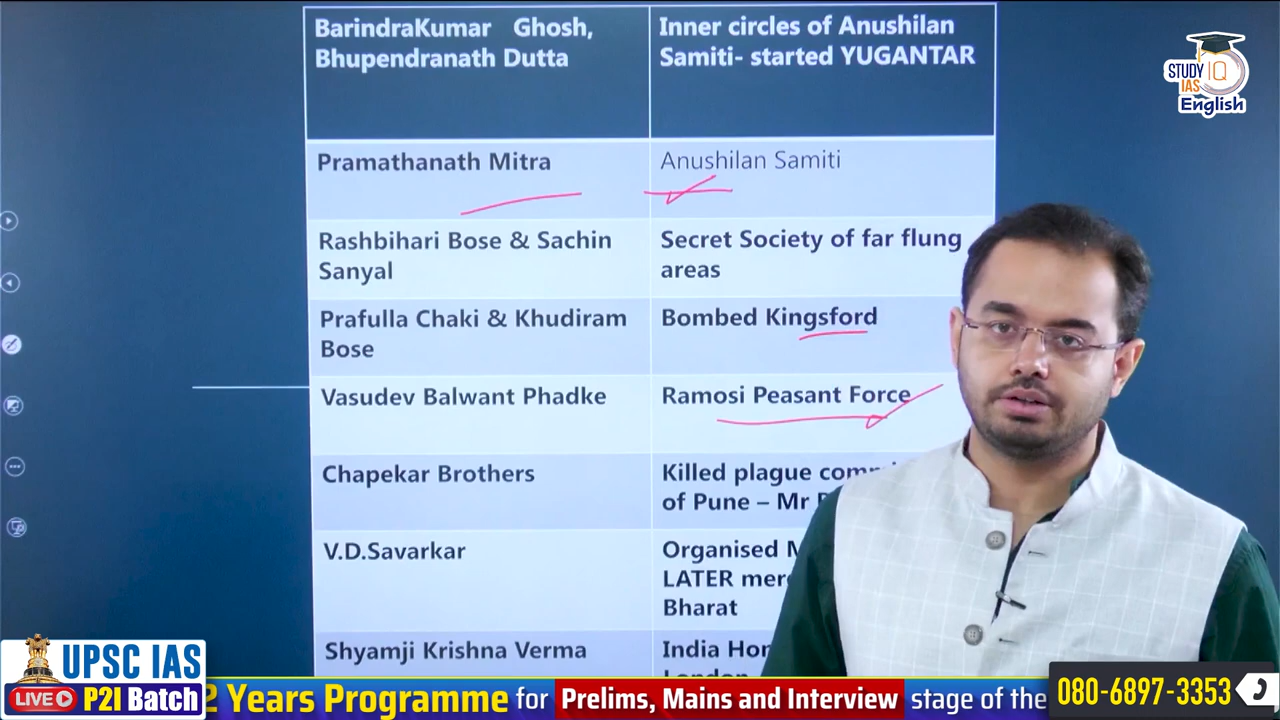 BarindraKumar Ghosh,
Bhupendranath Dutta
Inner circles of Anushilan
Samiti- started YUGANTAR
Pramathanath Mitra
Anushilan Samiti
Rashbihari Bose & Sachin
Sanyal
Secret Society of far flung
areas
Prafulla Chaki & Khudiram
Bose
Bombed Kingsford
Vasudev Balwant Phadke
Ramosi Peasant Force
Chapekar Brothers
Killed plague
of Pune – Mr
V.D.Savarkar
Organised
LATER
Bharat
Shyamji Krishna Verma
India
London
STUDY IQ
IAS
English
UPSC IAS
LIVE P2I Batch
2 Years Programme for Prelims, Mains and Interview stage of the
080-6897-3353